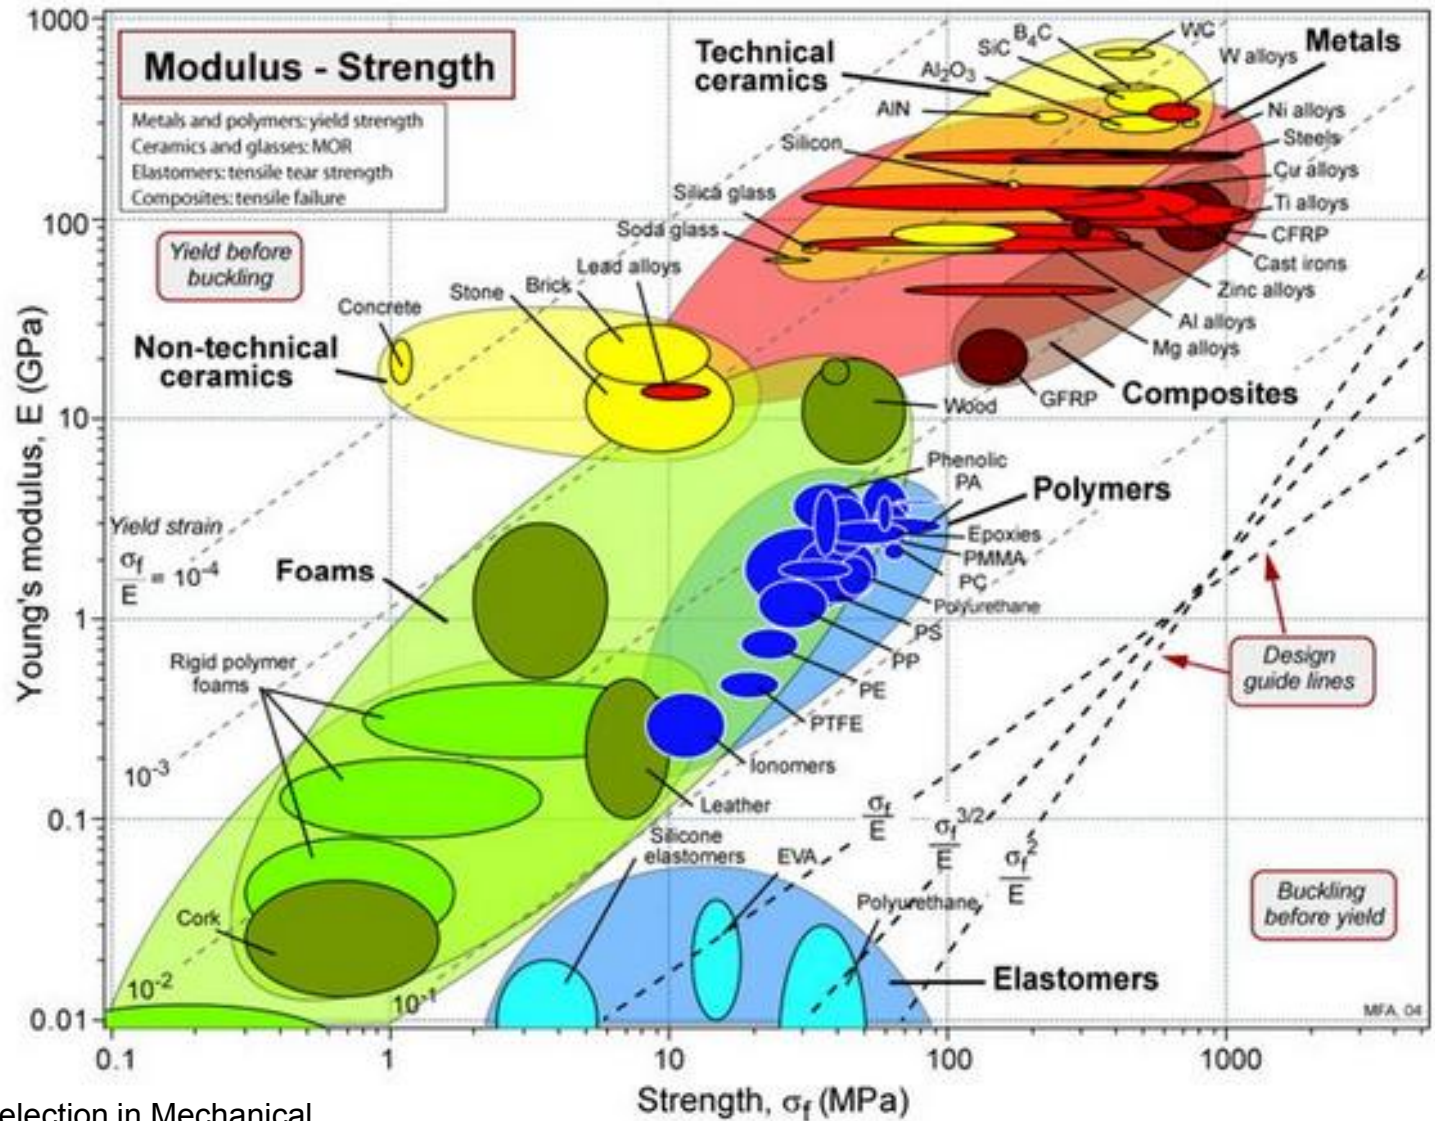 Modulus - Strength
Metals and polymers: yield strength
Ceramics and glasses: MOR
Elastomers: tensile tear strength
Composites: tensile failure
Yield before
buckling
1000
100
10
1
0.1
0.01
Young's modulus, E (GPa)
Technical
ceramics
SiC
B₄C
WC
Al₂O₃
AlN
Silicon
Silica glass
Soda glass
Metals
W alloys
Ni alloys
Steels
Cu alloys
Ti alloys
CFRP
Cast irons
Zinc alloys
Al alloys
Mg alloys
Composites
GFRP
Wood
Lead alloys
Brick
Stone
Concrete
Non-technical
ceramics
Phenolic
PA
Polymers
Epoxies
PMMA
PC
Polyurethane
PS
PP
PE
PTFE
Ionomers
Leather
Yield strain
σf
E = 10⁻⁴
Foams
Rigid polymer
foams
10⁻³
Cork
10⁻²
10⁻¹
Silicone
elastomers
EVA
Polyurethane
Elastomers
σf
E
σf 3/2
E
σf 2
E
Design
guide lines
Buckling
before yield
MFA, 04
0.1
1
10
100
1000
Strength, σf (MPa)
election in Mechanical